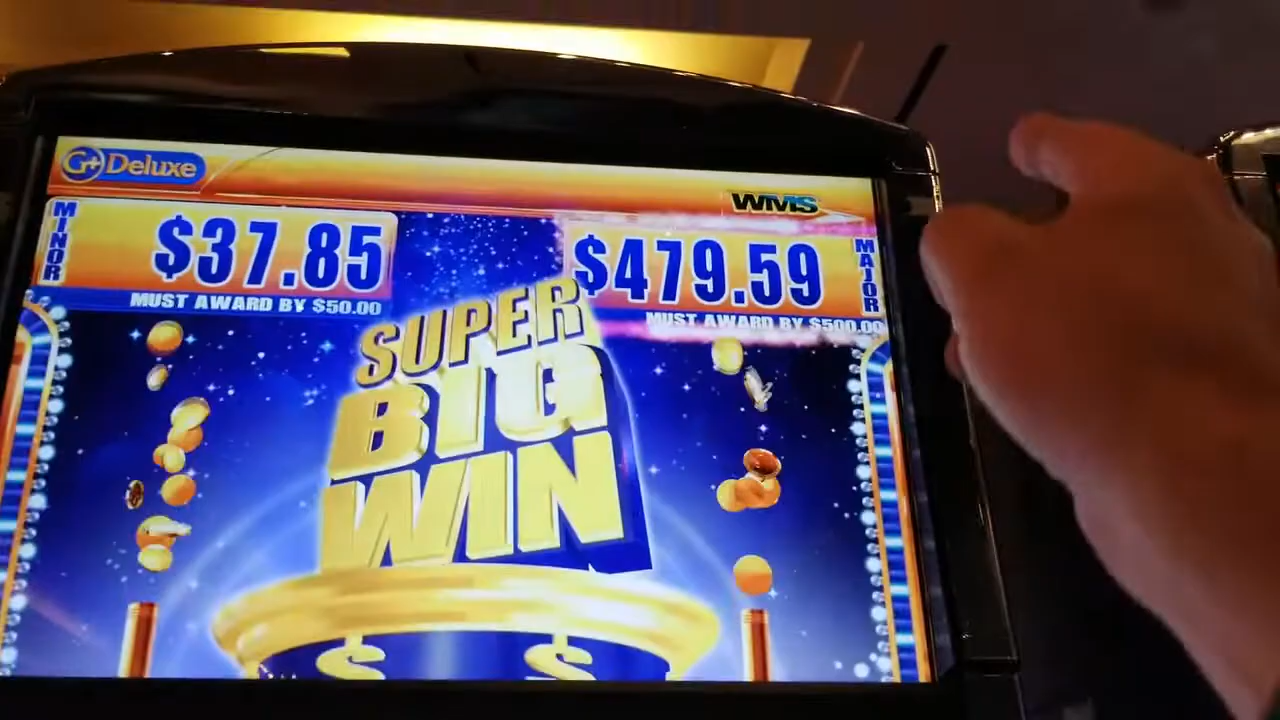 G+ Deluxe
WMS
MINOR
$37.85
MUST AWARD BY $50.00
$479.59
MAJOR
MUST AWARD BY $500.00
SUPER
BIG
WIN
$ $